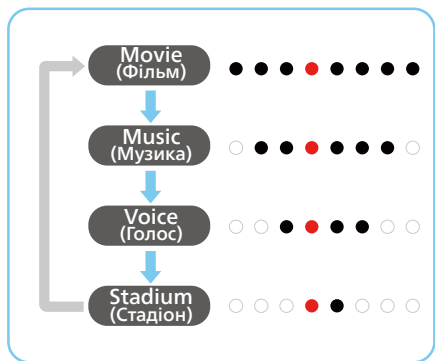 Movie
(Фільм)
Music
(Музика)
Voice
(Голос)
Stadium
(Стадіон)